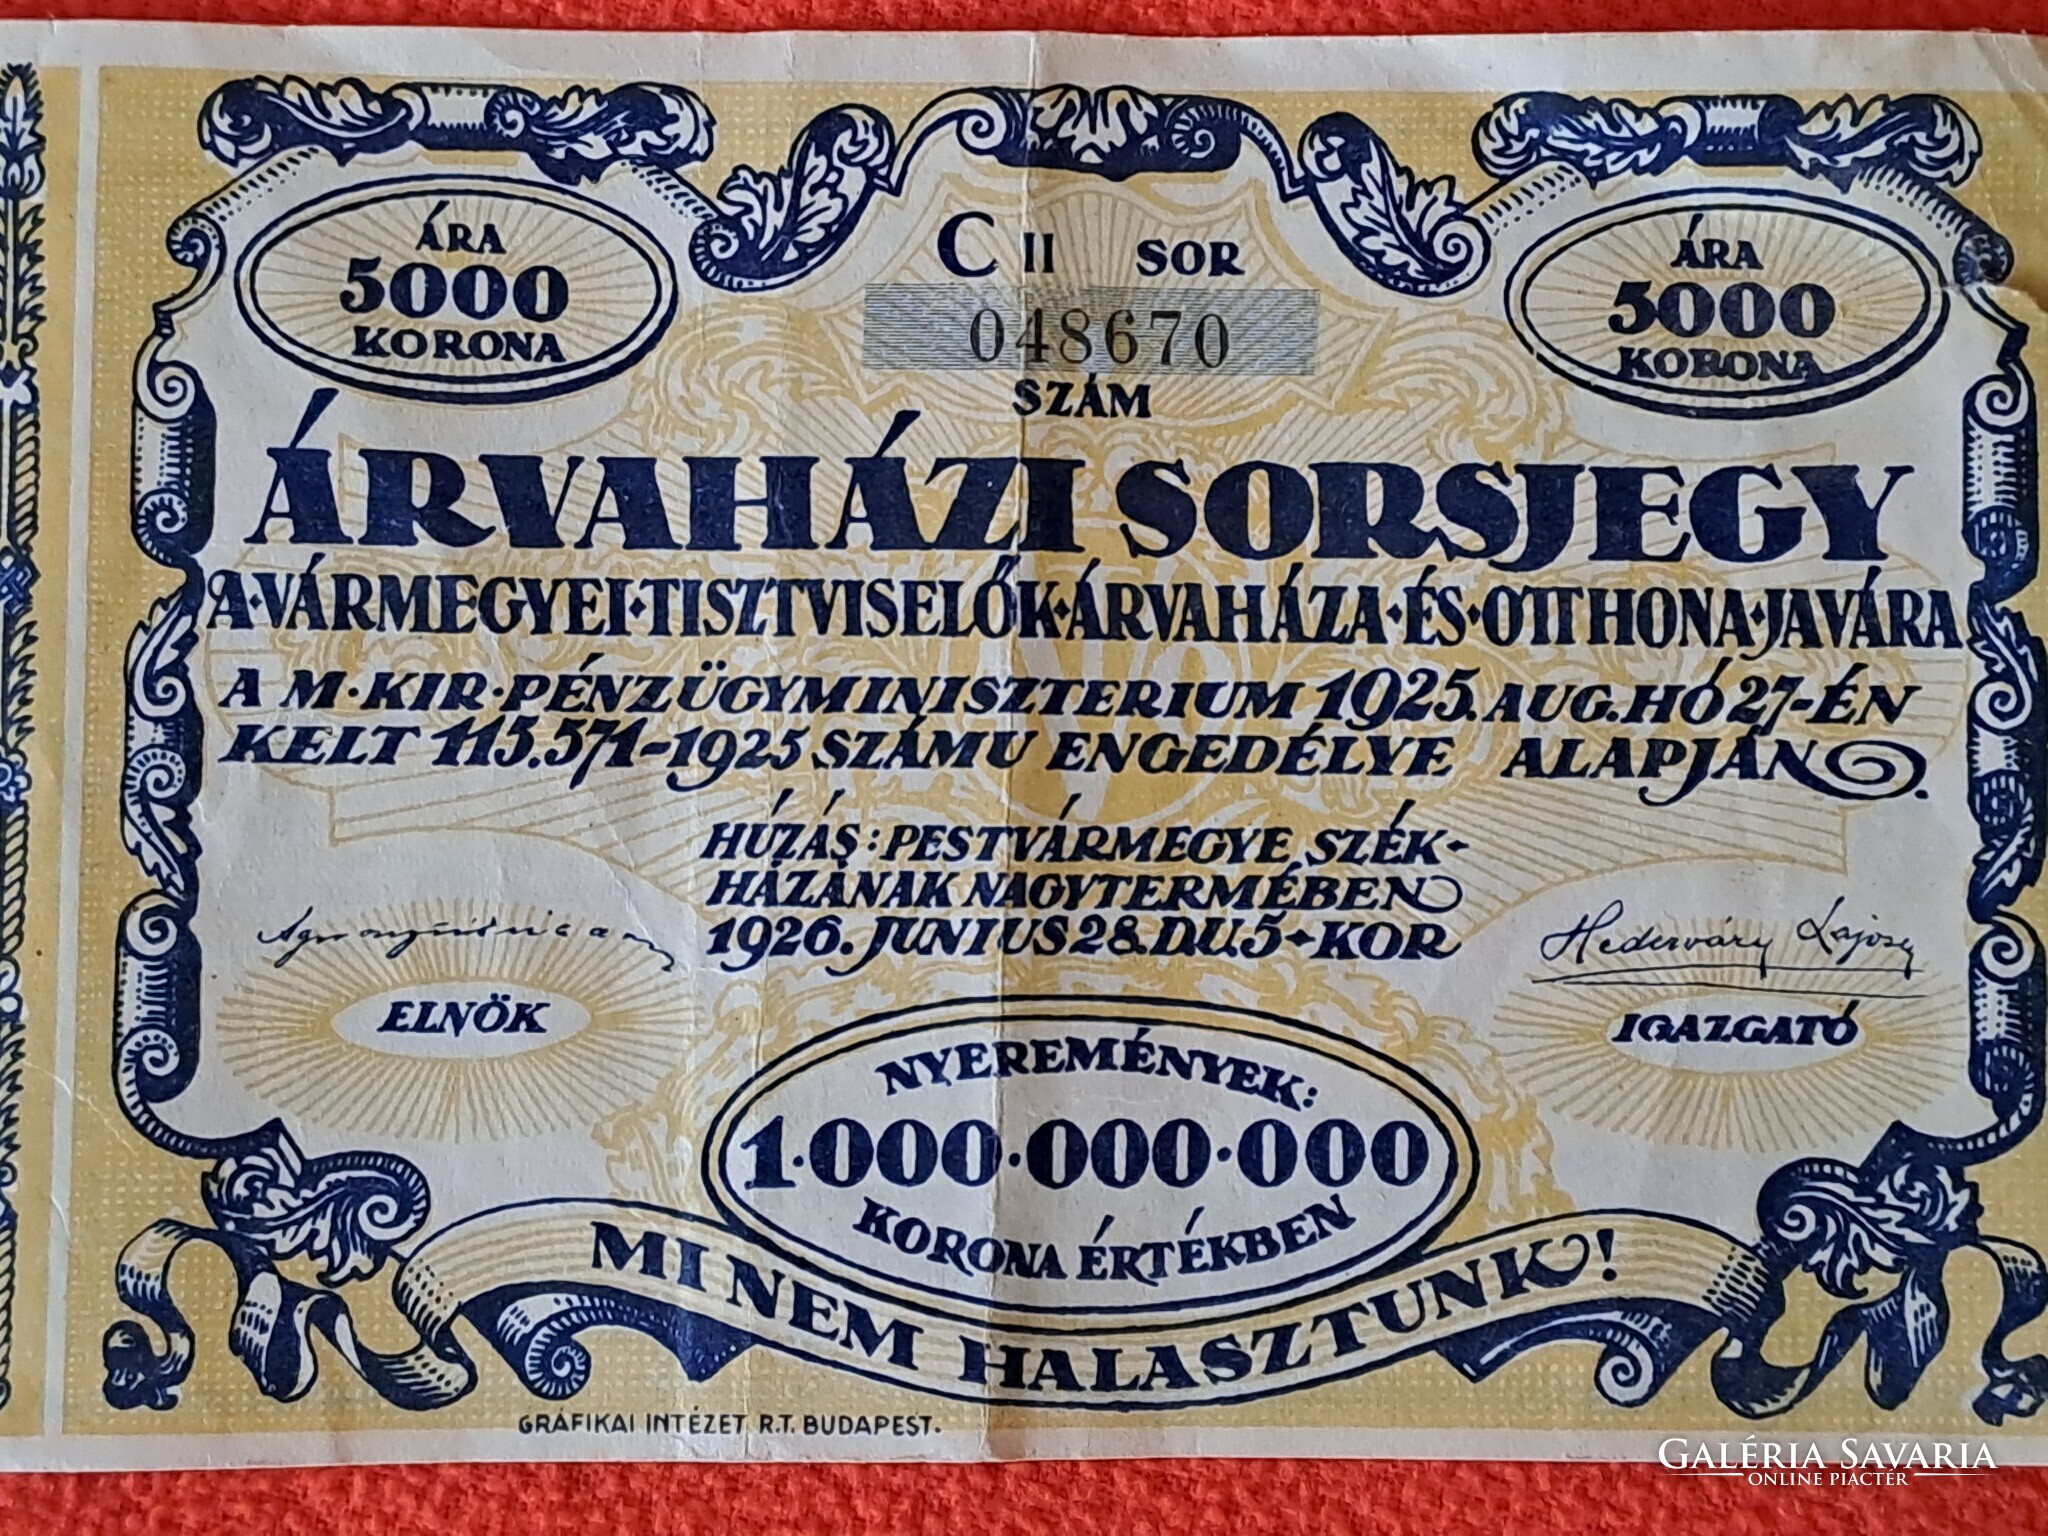 C II SOR
ÁRA
5000
KORONA
ÁRA
5000
KORONA
048670
SZÁM
ÁRVAHÁZI SORSJEGY
A·VÁRMEGYEI·TISZTVISELŐK·ÁRVAHÁZA·ÉS·OTTHONA·JAVÁRA
A M·KIR·PÉNZÜGYMINISZTERIUM 1925. AUG. HÓ 27-ÉN
KELT 115.571-1925 SZÁMU ENGEDÉLYE ALAPJÁN.
HÚZÁS: PESTVÁRMEGYE SZÉK-
HÁZÁNAK NAGYTERMÉBEN
1926. JUNIUS 28. D.U. 5-KOR
Hederváry Lajos
ELNÖK
IGAZGATÓ
NYEREMÉNYEK:
1·000·000·000
KORONA ÉRTÉKBEN
MI NEM HALASZTUNK!
GRÁFIKAI INTÉZET R.T. BUDAPEST.
GALÉRIA SAVARIA
ONLINE PIACTÉR